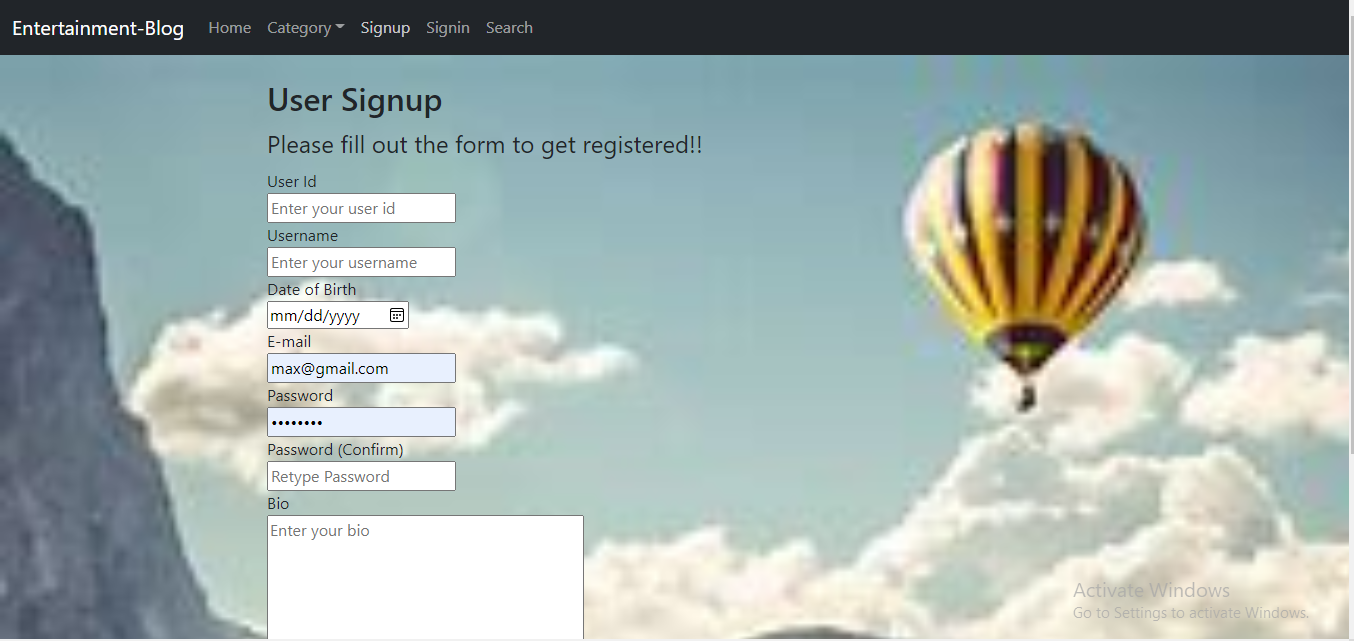 Entertainment-Blog Home Category Signup Signin Search
User Signup
Please fill out the form to get registered!!
User Id
Enter your user id
Username
Enter your username
Date of Birth
mm/dd/yyyy
E-mail
max@gmail.com
Password
••••••••
Password (Confirm)
Retype Password
Bio
Enter your bio
Activate Windows
Go to Settings to activate Windows.